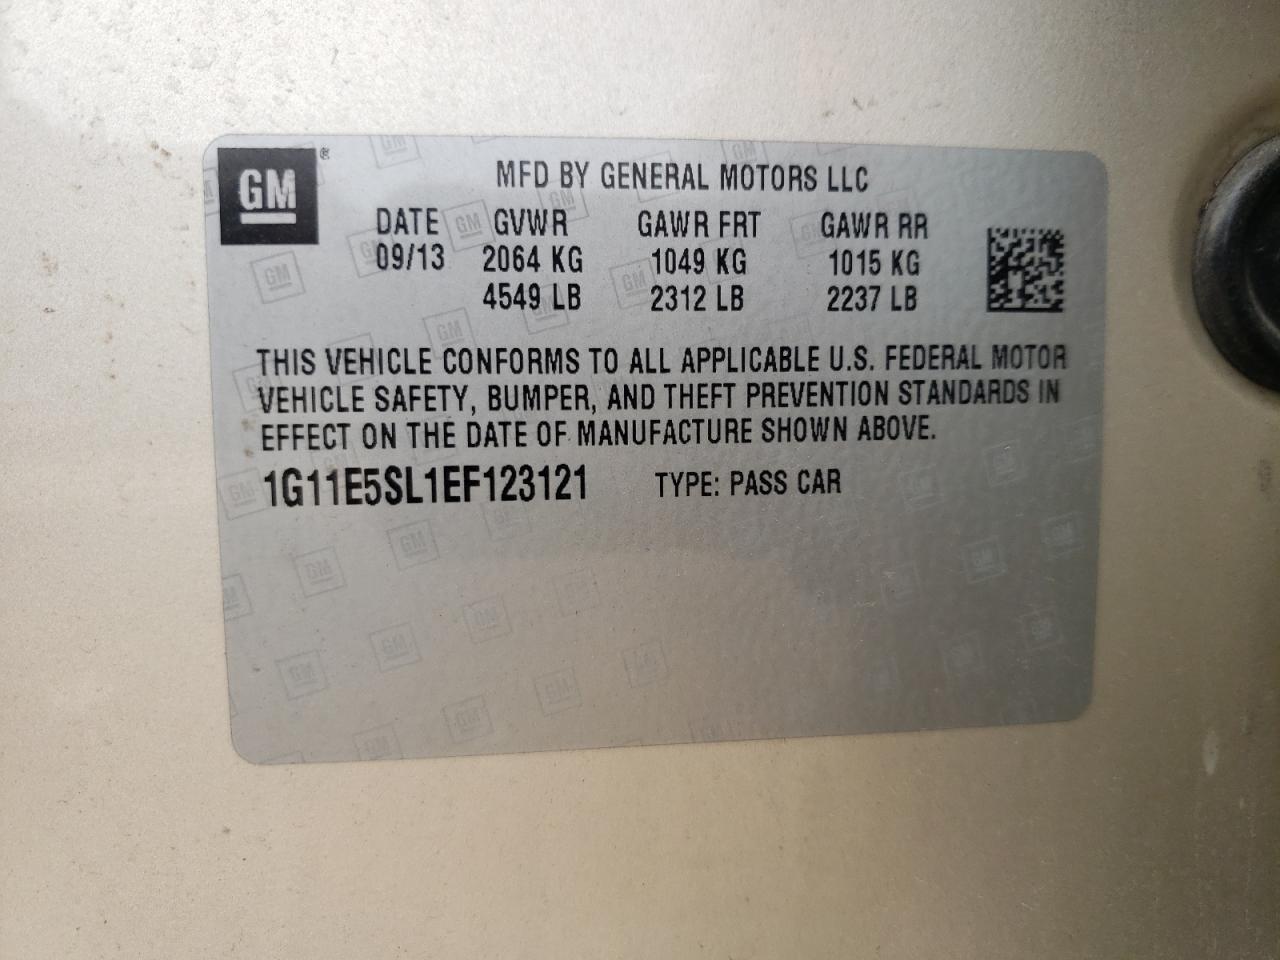 GM®
MFD BY GENERAL MOTORS LLC
DATE GVWR GAWR FRT GAWR RR
09/13 2064 KG 1049 KG 1015 KG
4549 LB 2312 LB 2237 LB
THIS VEHICLE CONFORMS TO ALL APPLICABLE U.S. FEDERAL MOTOR
VEHICLE SAFETY, BUMPER, AND THEFT PREVENTION STANDARDS IN
EFFECT ON THE DATE OF MANUFACTURE SHOWN ABOVE.
1G11E5SL1EF123121 TYPE: PASS CAR